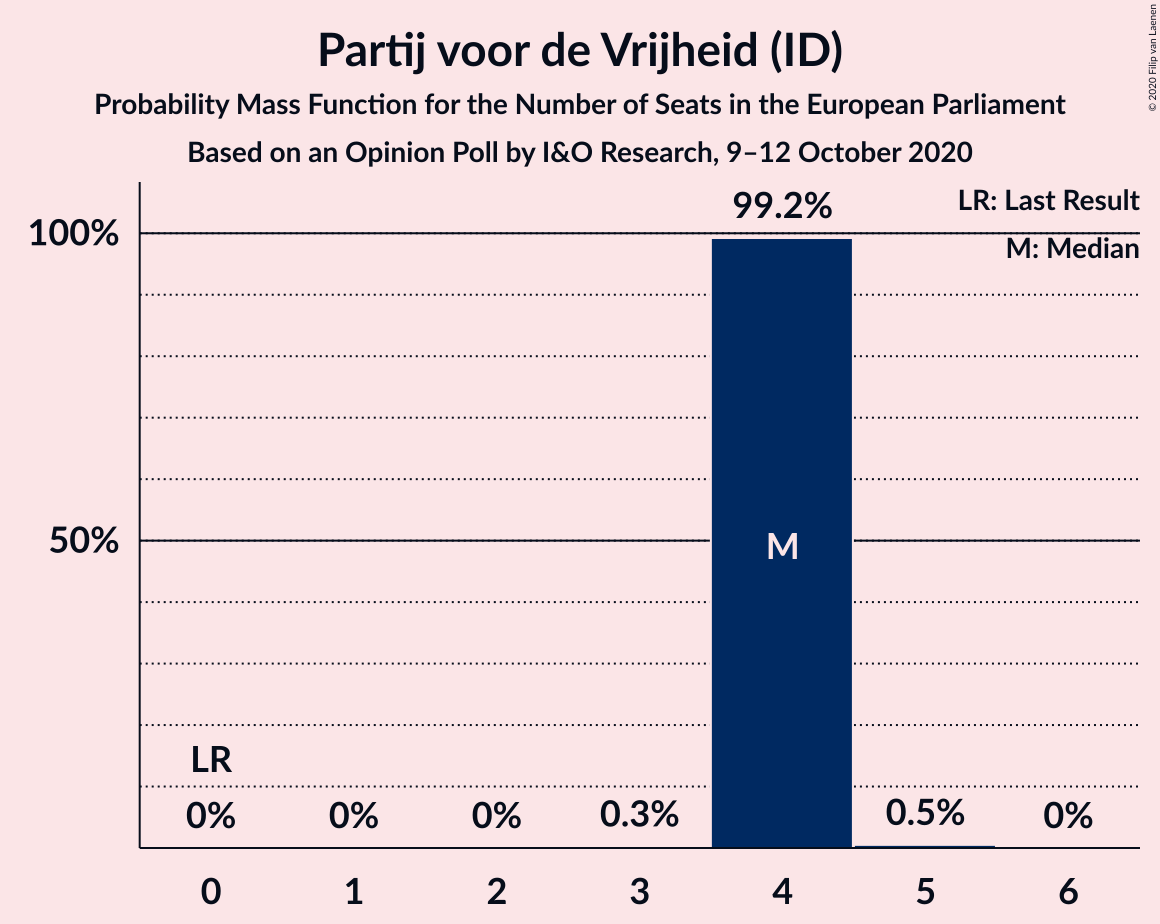 Partij voor de Vrijheid (ID)
Probability Mass Function for the Number of Seats in the European Parliament
Based on an Opinion Poll by I&O Research, 9–12 October 2020
© 2020 Filip van Laenen
LR: Last Result
M: Median
99.2%
100%
50%
M
LR
0% 0% 0% 0.3% 0.5% 0%
0 1 2 3 4 5 6